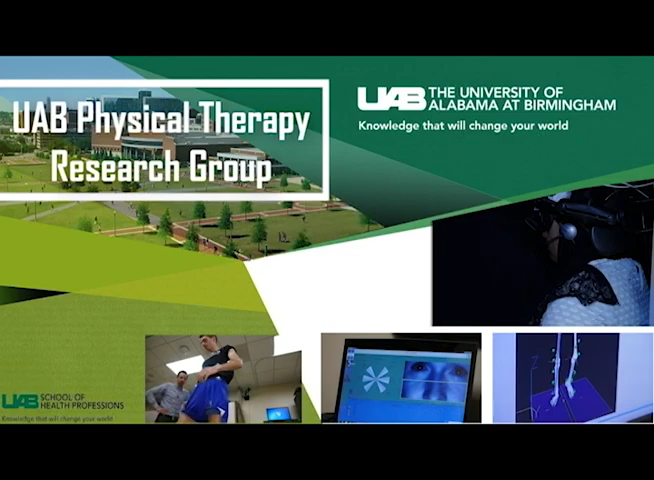 UAB Physical Therapy
Research Group
UAB THE UNIVERSITY OF
ALABAMA AT BIRMINGHAM
Knowledge that will change your world
UAB SCHOOL OF
HEALTH PROFESSIONS
Knowledge that will change your world
Z
Y